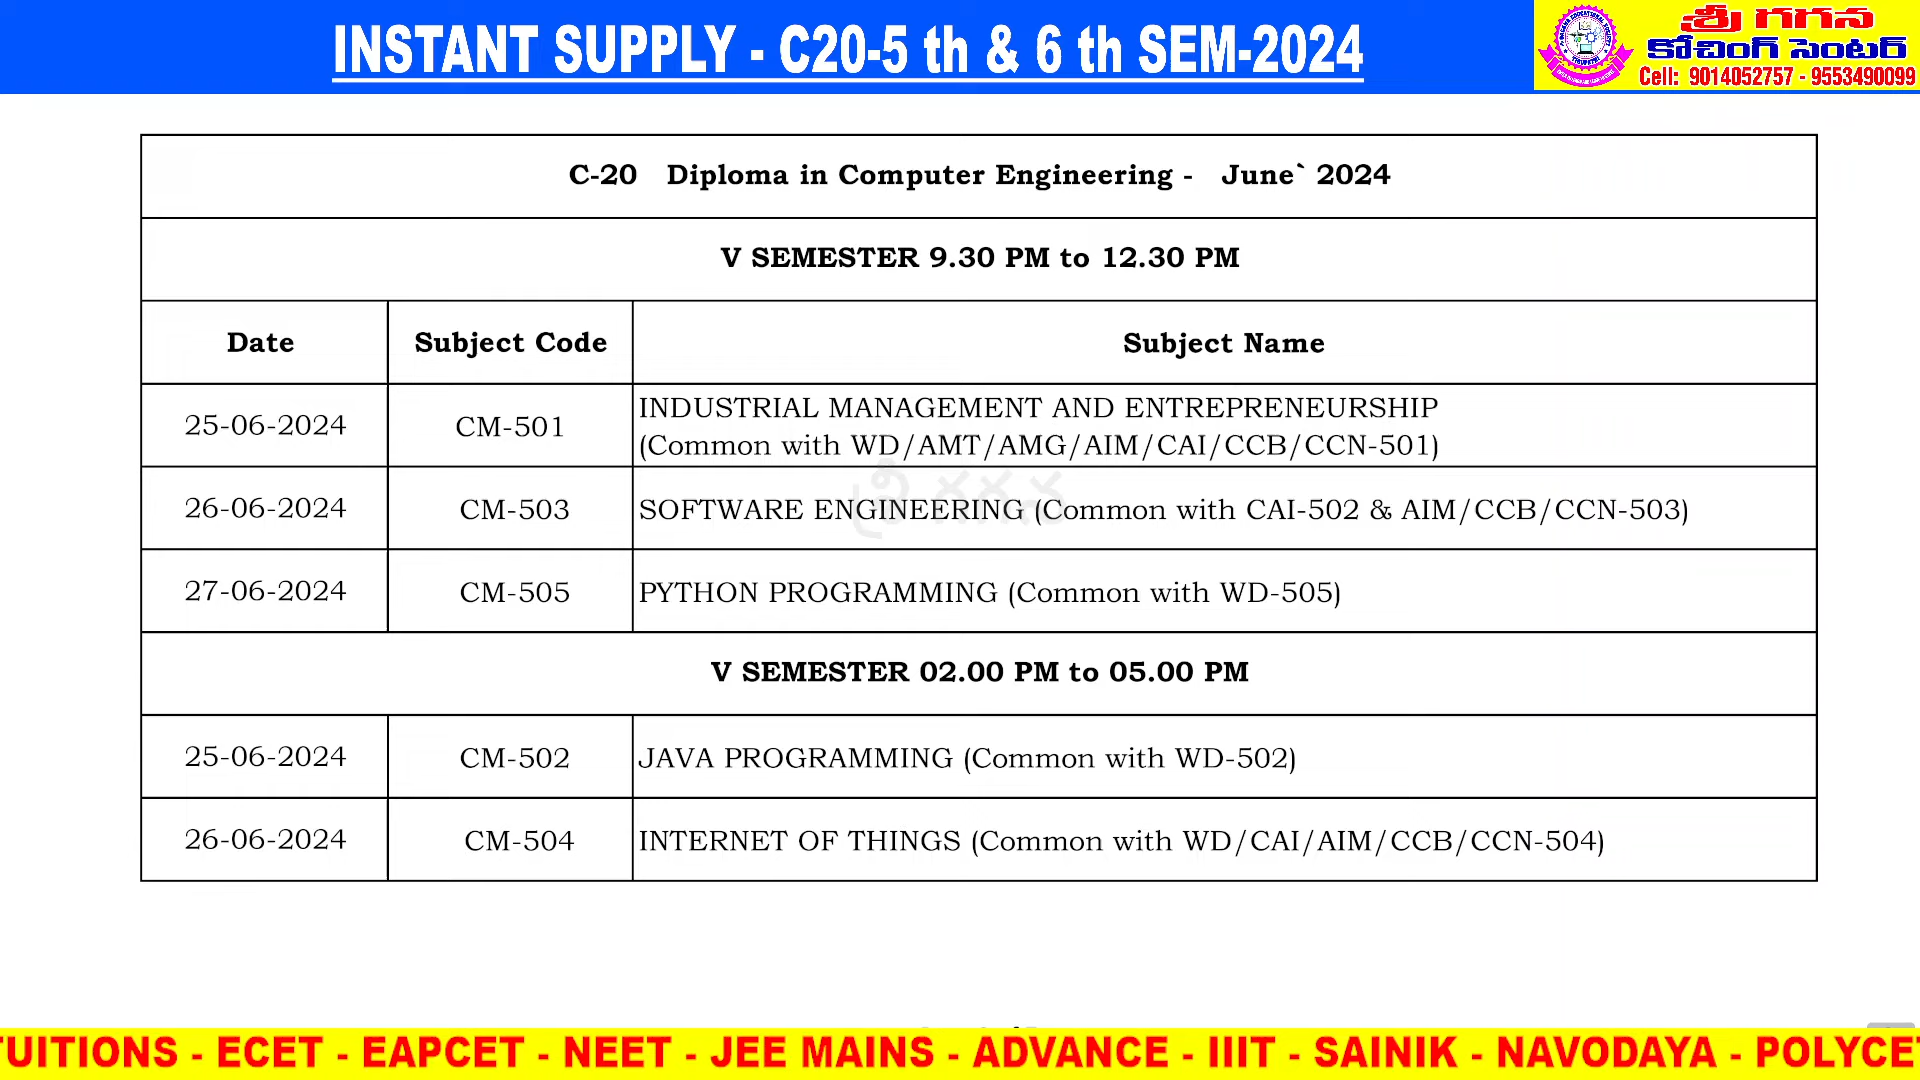 INSTANT SUPPLY - C20-5 th & 6 th SEM-2024
శ్రీ గగన
కోచింగ్ సెంటర్
Cell: 9014052757 - 9553490099
C-20 Diploma in Computer Engineering - June` 2024
V SEMESTER 9.30 PM to 12.30 PM
Date Subject Code Subject Name
25-06-2024 CM-501 INDUSTRIAL MANAGEMENT AND ENTREPRENEURSHIP
(Common with WD/AMT/AMG/AIM/CAI/CCB/CCN-501)
26-06-2024 CM-503 SOFTWARE ENGINEERING (Common with CAI-502 & AIM/CCB/CCN-503)
శ్రీ గగన
27-06-2024 CM-505 PYTHON PROGRAMMING (Common with WD-505)
V SEMESTER 02.00 PM to 05.00 PM
25-06-2024 CM-502 JAVA PROGRAMMING (Common with WD-502)
26-06-2024 CM-504 INTERNET OF THINGS (Common with WD/CAI/AIM/CCB/CCN-504)
TUITIONS - ECET - EAPCET - NEET - JEE MAINS - ADVANCE - IIIT - SAINIK - NAVODAYA - POLYCET